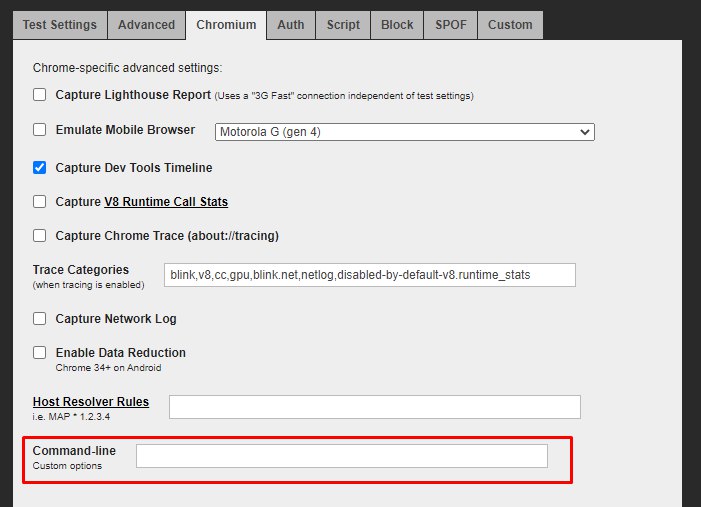 Test Settings Advanced Chromium Auth Script Block SPOF Custom
Chrome-specific advanced settings:
Capture Lighthouse Report (Uses a "3G Fast" connection independent of test settings)
Emulate Mobile Browser Motorola G (gen 4)
Capture Dev Tools Timeline
Capture V8 Runtime Call Stats
Capture Chrome Trace (about://tracing)
Trace Categories blink,v8,cc,gpu,blink.net,netlog,disabled-by-default-v8.runtime_stats
(when tracing is enabled)
Capture Network Log
Enable Data Reduction
Chrome 34+ on Android
Host Resolver Rules
i.e. MAP * 1.2.3.4
Command-line
Custom options